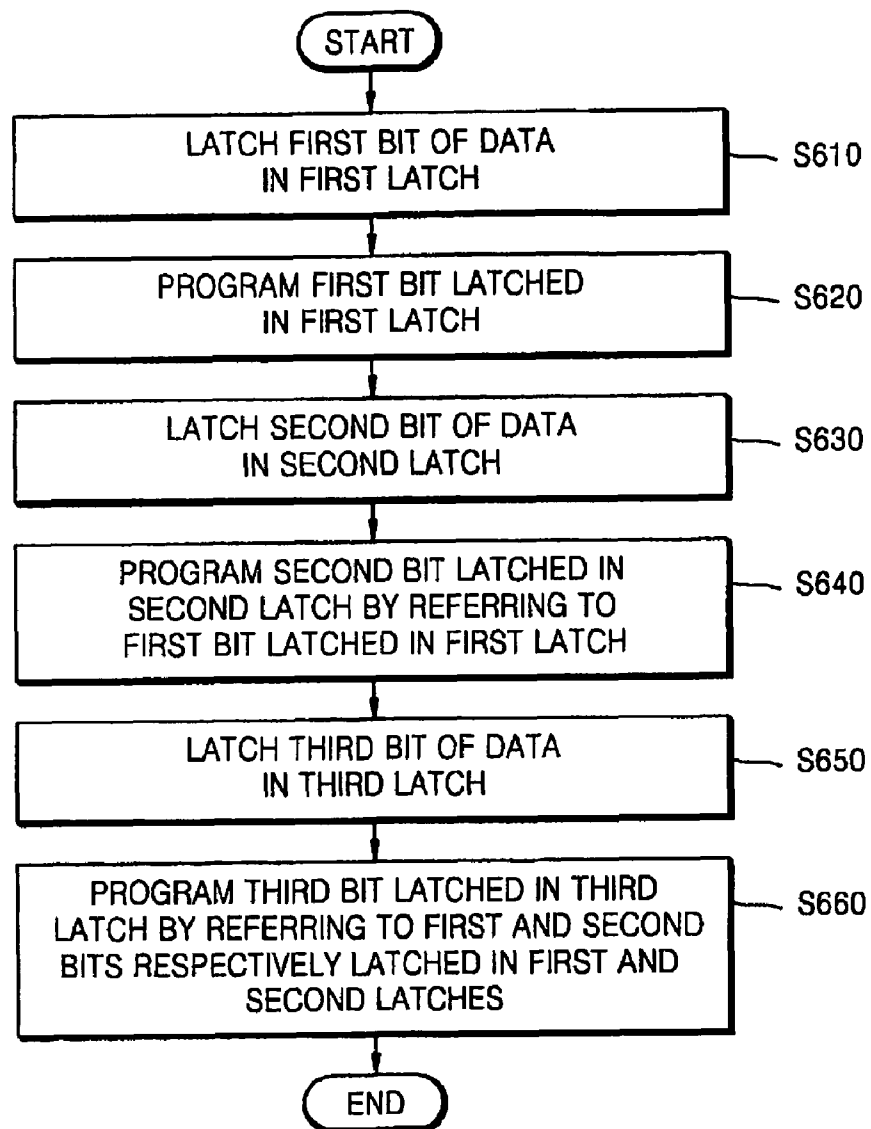 START
LATCH FIRST BIT OF DATA
IN FIRST LATCH
S610
PROGRAM FIRST BIT LATCHED
IN FIRST LATCH
S620
LATCH SECOND BIT OF DATA
IN SECOND LATCH
S630
PROGRAM SECOND BIT LATCHED IN
SECOND LATCH BY REFERRING TO
FIRST BIT LATCHED IN FIRST LATCH
S640
LATCH THIRD BIT OF DATA
IN THIRD LATCH
S650
PROGRAM THIRD BIT LATCHED IN THIRD
LATCH BY REFERRING TO FIRST AND SECOND
BITS RESPECTIVELY LATCHED IN FIRST AND
SECOND LATCHES
S660
END